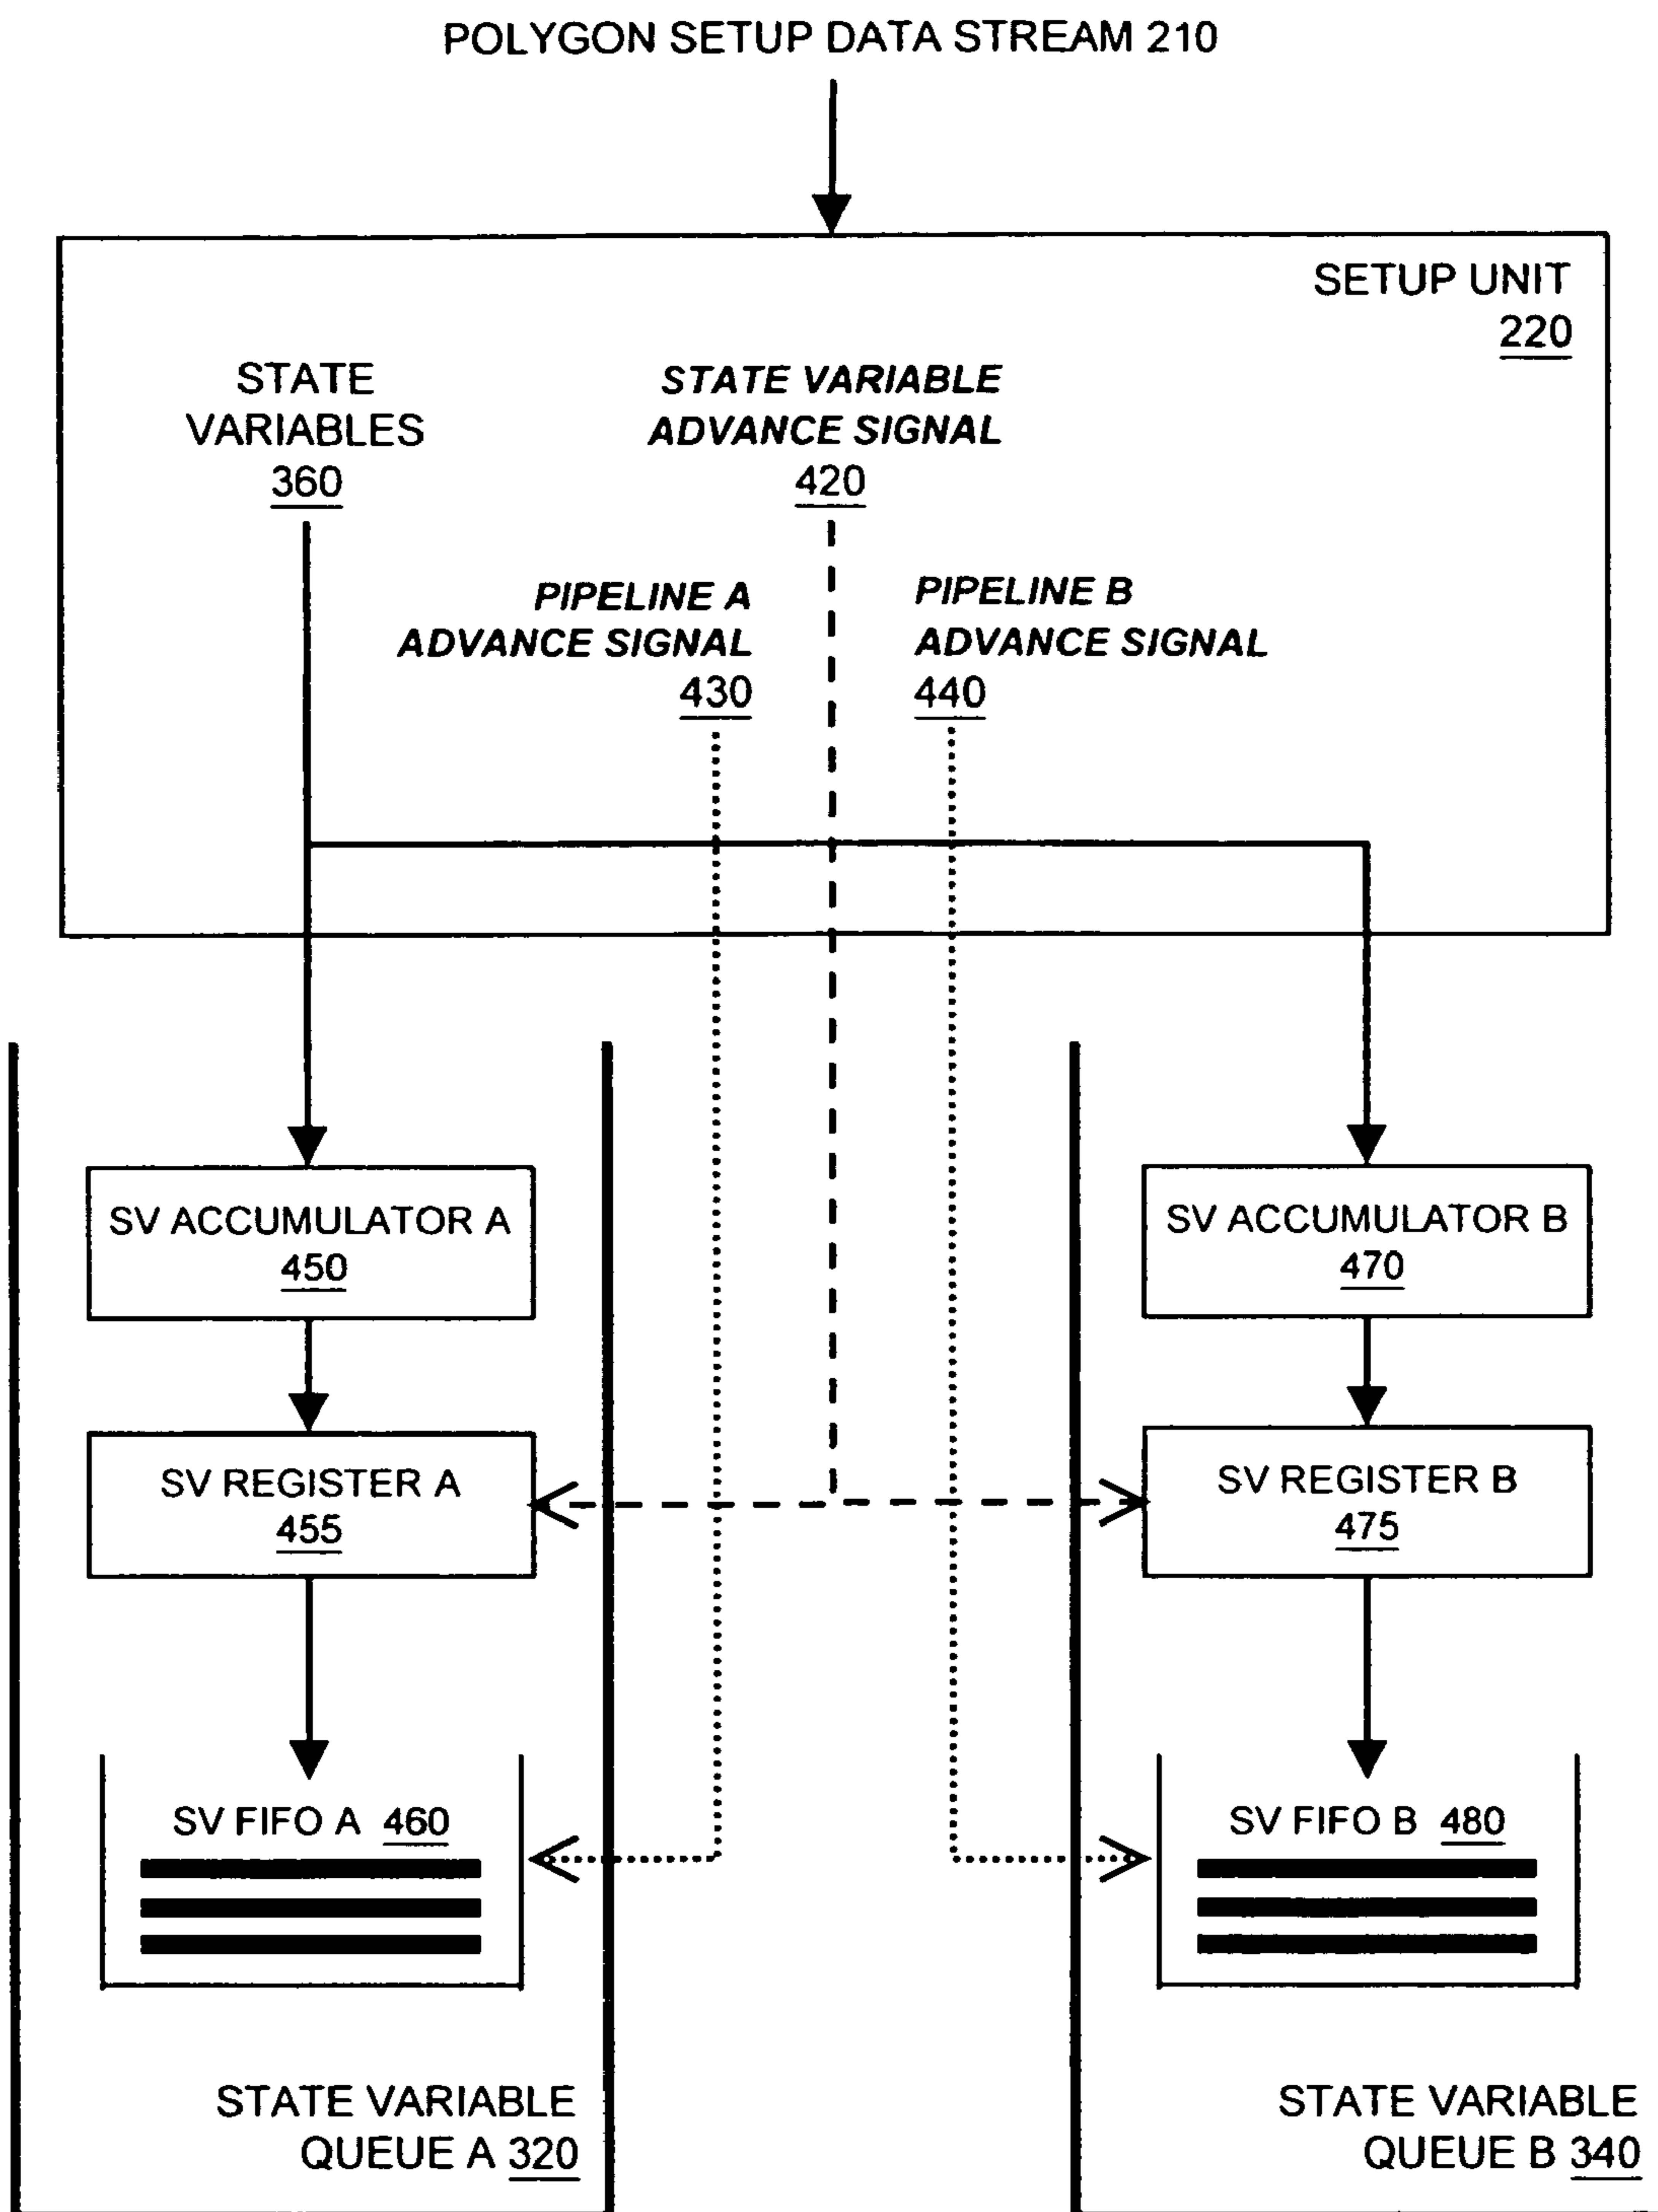 POLYGON SETUP DATA STREAM 210
SETUP UNIT
220
STATE
VARIABLES
360
STATE VARIABLE
ADVANCE SIGNAL
420
PIPELINE A
ADVANCE SIGNAL
430
PIPELINE B
ADVANCE SIGNAL
440
SV ACCUMULATOR A
450
SV ACCUMULATOR B
470
SV REGISTER A
455
SV REGISTER B
475
SV FIFO A 460
SV FIFO B 480
STATE VARIABLE
QUEUE A 320
STATE VARIABLE
QUEUE B 340